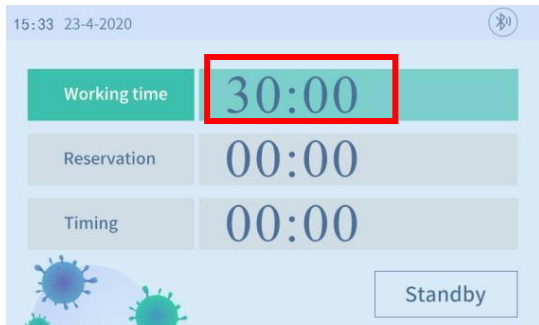 15:33 23-4-2020
Working time 30:00
Reservation 00:00
Timing 00:00
Standby